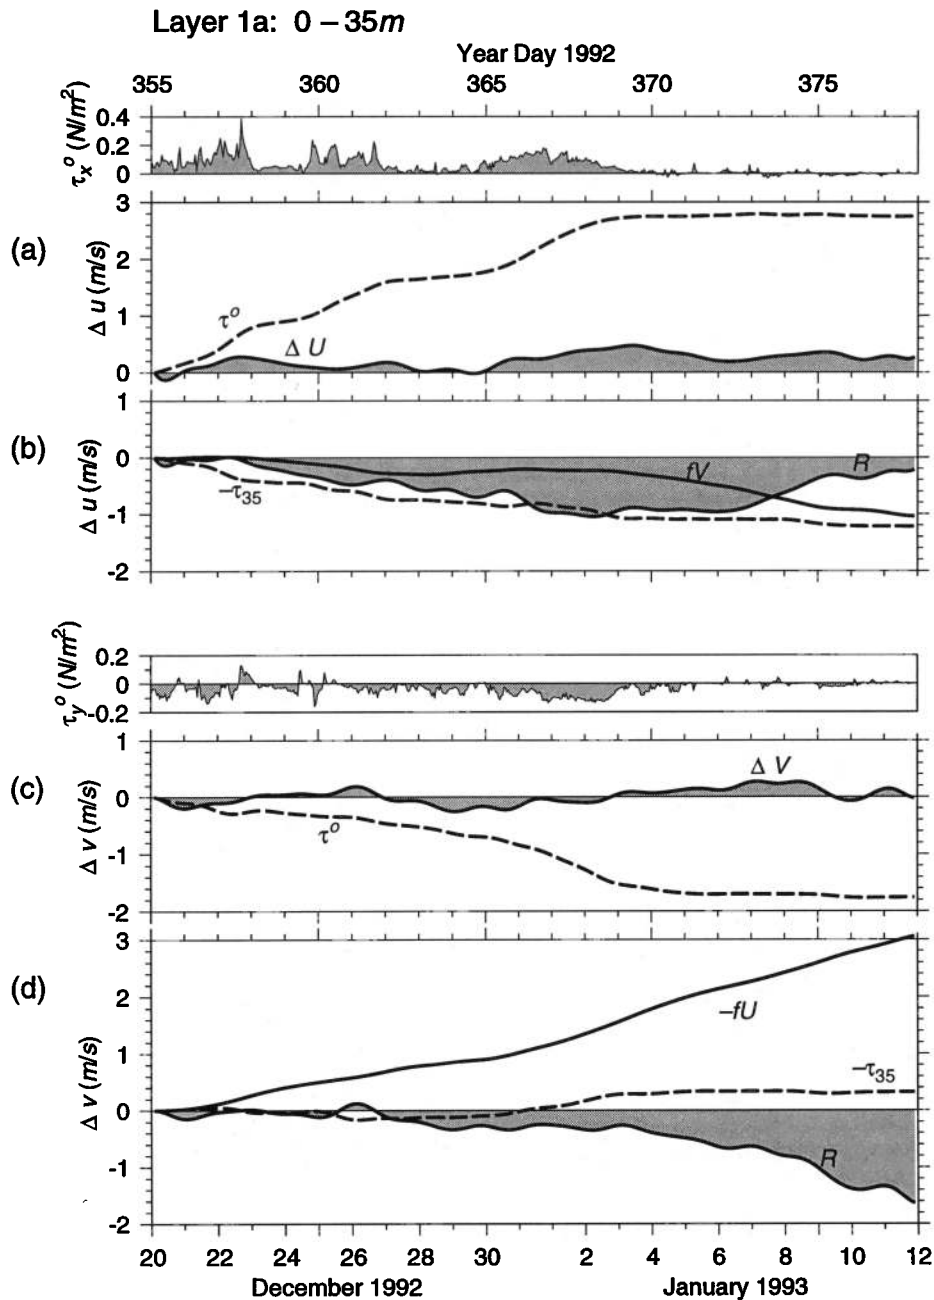 Layer 1a: 0 – 35m
Year Day 1992
355 360 365 370 375
τₓᵒ (N/m²)
0.4
0.2
0
(a)
Δ u (m/s)
3
2
1
0
τᵒ
Δ U
(b)
Δ u (m/s)
1
0
-1
-2
–τ₃₅
fV
R
τᵧᵒ (N/m²)
0.2
0
-0.2
(c)
Δ v (m/s)
1
0
-1
-2
Δ V
τᵒ
(d)
Δ v (m/s)
3
2
1
0
-1
-2
–fU
–τ₃₅
R
20 22 24 26 28 30 2 4 6 8 10 12
December 1992 January 1993